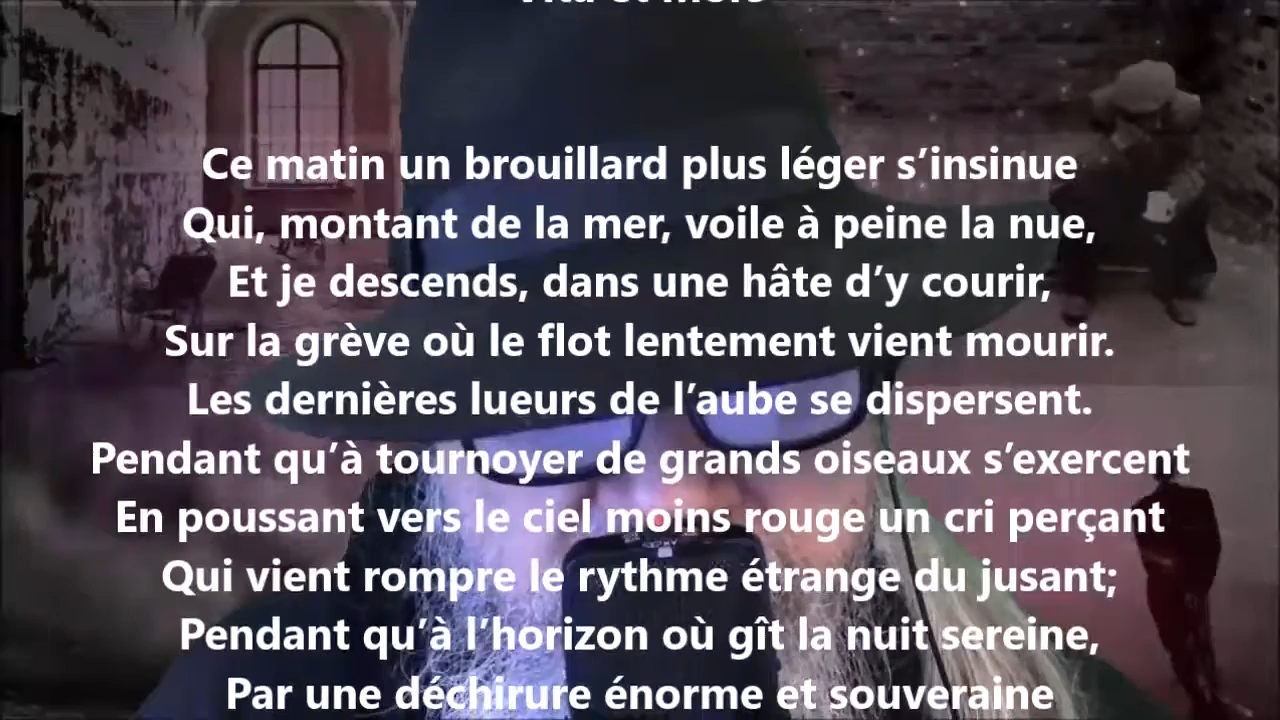 Ce matin un brouillard plus léger s’insinue
Qui, montant de la mer, voile à peine la nue,
Et je descends, dans une hâte d’y courir,
Sur la grève où le flot lentement vient mourir.
Les dernières lueurs de l’aube se dispersent.
Pendant qu’à tournoyer de grands oiseaux s’exercent
En poussant vers le ciel moins rouge un cri perçant
Qui vient rompre le rythme étrange du jusant;
Pendant qu’à l’horizon où gît la nuit sereine,
Par une déchirure énorme et souveraine